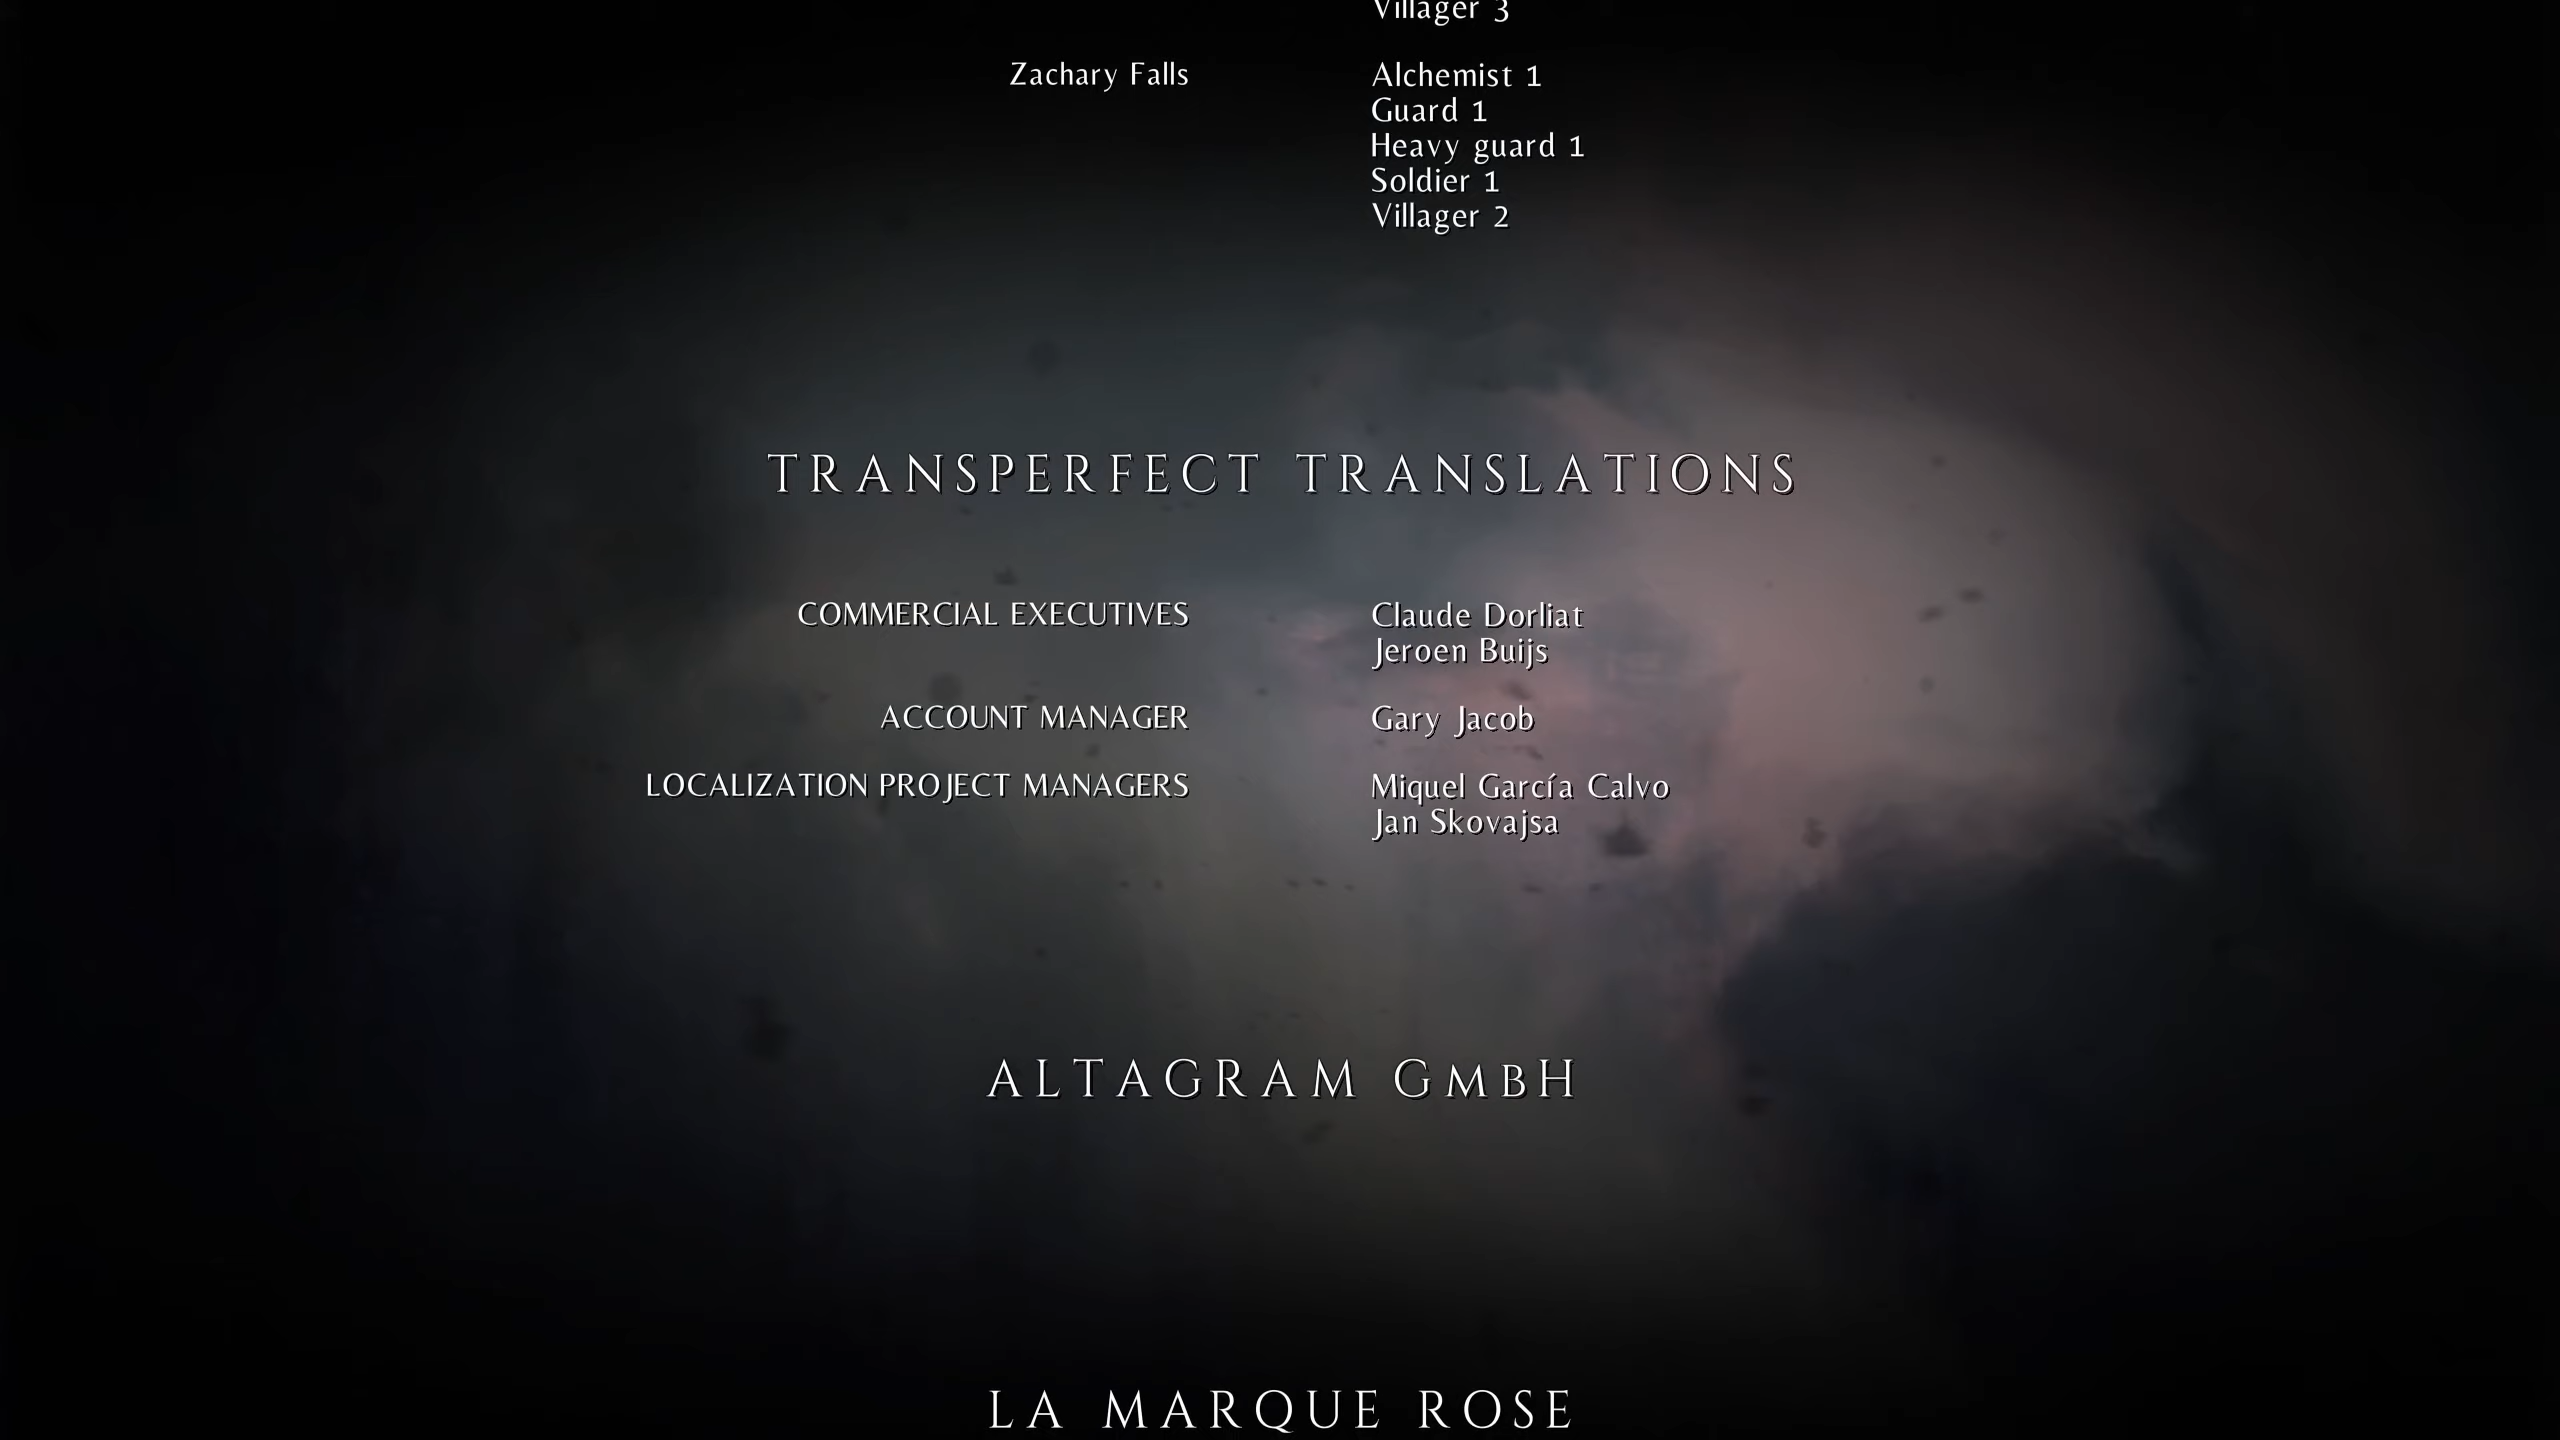 Villager 3
Zachary Falls Alchemist 1
Guard 1
Heavy guard 1
Soldier 1
Villager 2
TRANSPERFECT TRANSLATIONS
COMMERCIAL EXECUTIVES Claude Dorliat
Jeroen Buijs
ACCOUNT MANAGER Gary Jacob
LOCALIZATION PROJECT MANAGERS Miquel García Calvo
Jan Skovajsa
ALTAGRAM GMBH
LA MARQUE ROSE